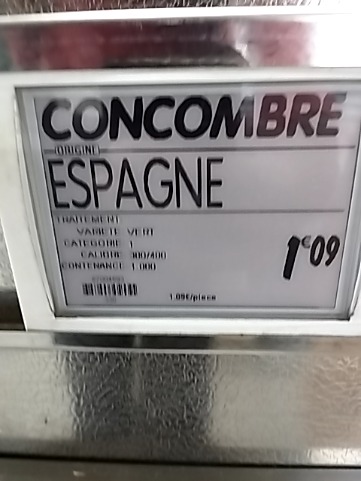 CONCOMBRE
ORIGINE
ESPAGNE
TRAITEMENT
VARIETE VERT
CATEGORIE 1
CALIBRE 300/400
CONTENANCE 1.000
1€09
1.09€/piece